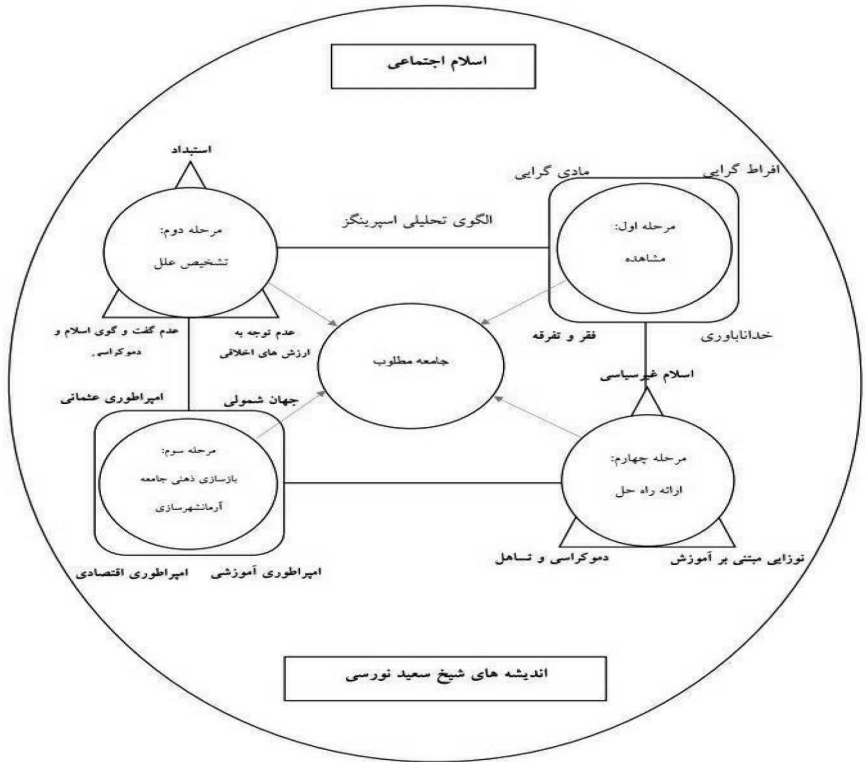 اسلام اجتماعی
استبداد
مادی گرایی
افراط گرایی
الگوی تحلیلی اسپرینگز
مرحله اول:
مشاهده
مرحله دوم:
تشخیص علل
فقر و تفرقه
خداناباوری
عدم توجه به
ارزش های اخلاقی
عدم گفت و گوی اسلام و
دموکراسی
جامعه مطلوب
اسلام غیرسیاسی
جهان شمولی
امپراطوری عثمانی
مرحله سوم:
بازسازی ذهنی جامعه
آرمانشهرسازی
مرحله چهارم:
ارائه راه حل
امپراطوری آموزشی
امپراطوری اقتصادی
نوزایی مبتنی بر آموزش
دموکراسی و تساهل
اندیشه های شیخ سعید نورسی